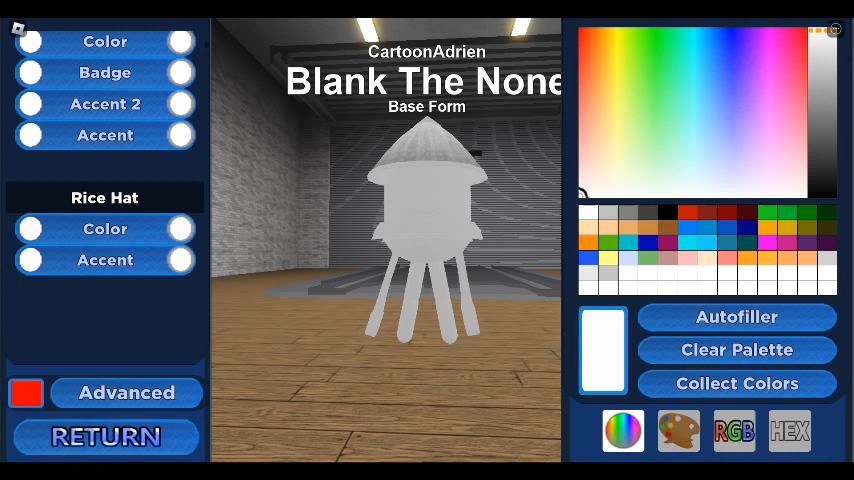 Color
Badge
Accent 2
Accent
Rice Hat
Color
Accent
Advanced
RETURN
CartoonAdrien
Blank The None
Base Form
Autofiller
Clear Palette
Collect Colors
RGB
HEX